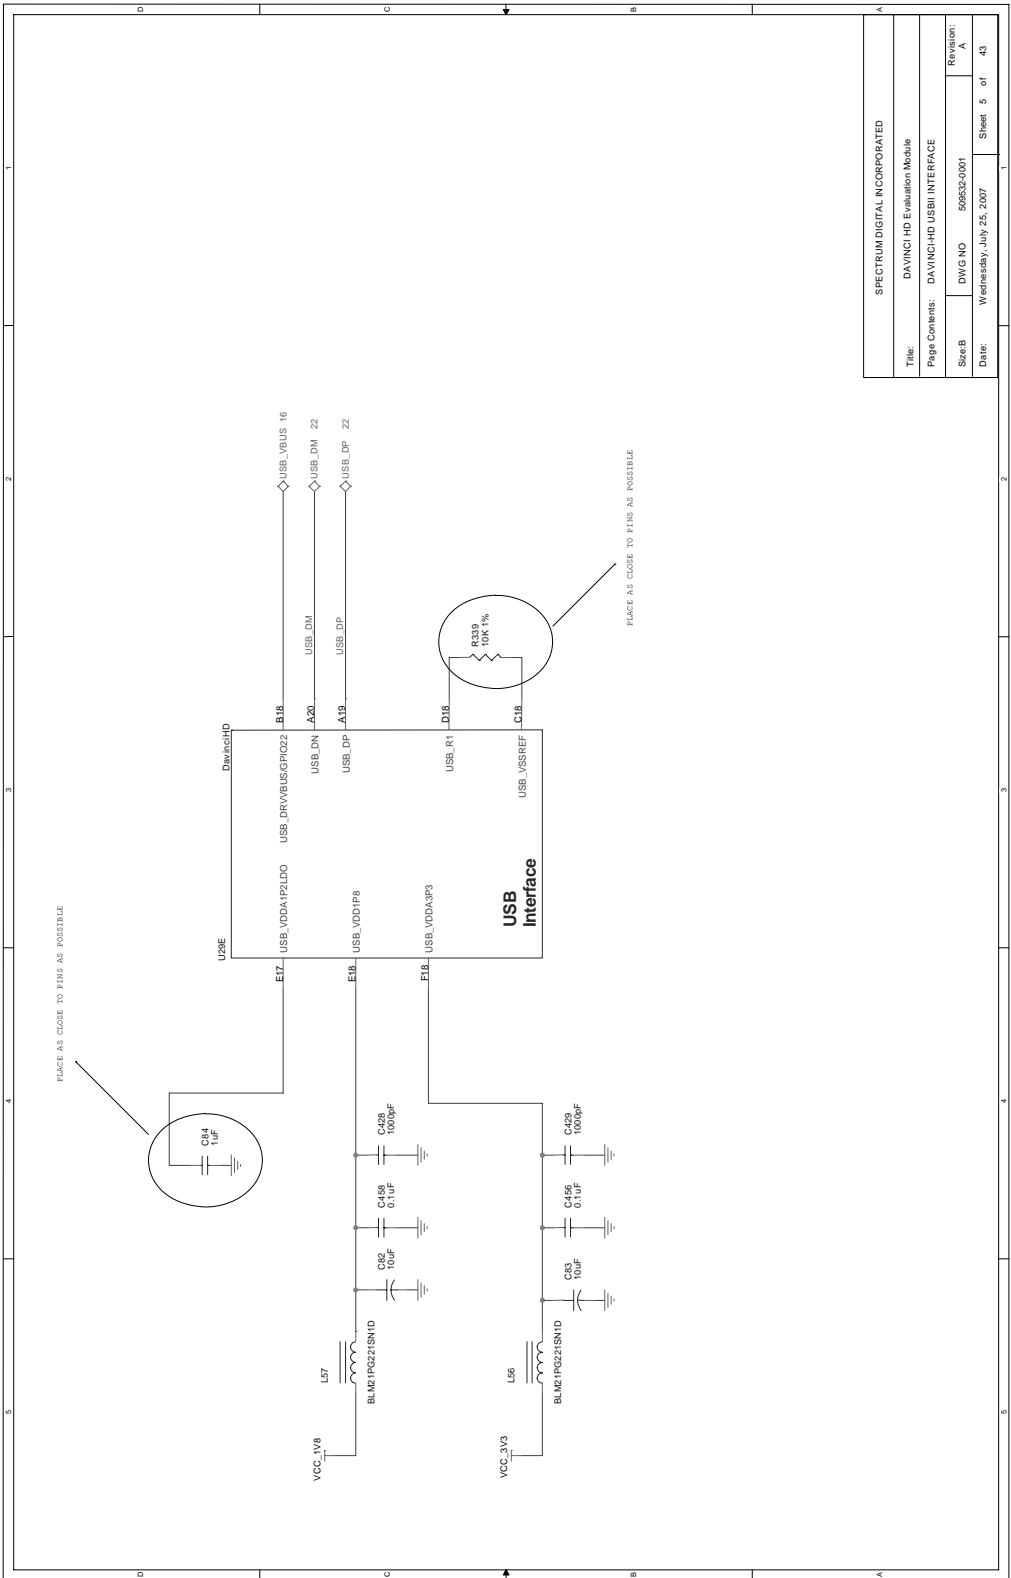 5
4
3
2
1
D
D
C
C
B
B
A
A
5
4
3
2
1
PLACE AS CLOSE TO PINS AS POSSIBLE
C84
1uF
U29E
DavinciHD
E17
USB_VDDA1P2LDO
USB_DRVVBUS/GPIO22
B18
USB_VBUS 16
USB_DN
A20
USB_DM
USB_DM 22
USB_DP
A19
USB_DP
USB_DP 22
VCC_1V8
L57
BLM21PG221SN1D
C82
10uF
C458
0.1uF
C428
1000pF
E18
USB_VDD1P8
F18
USB_VDDA3P3
USB_R1
D18
R339
10K 1%
USB_VSSREF
C18
USB
Interface
VCC_3V3
L56
BLM21PG221SN1D
C83
10uF
C456
0.1uF
C429
1000pF
PLACE AS CLOSE TO PINS AS POSSIBLE
SPECTRUM DIGITAL INCORPORATED
Title: DAVINCI HD Evaluation Module
Page Contents: DAVINCI-HD USBII INTERFACE
Size:B DWG NO 509532-0001 Revision: A
Date: Wednesday, July 25, 2007 Sheet 5 of 43